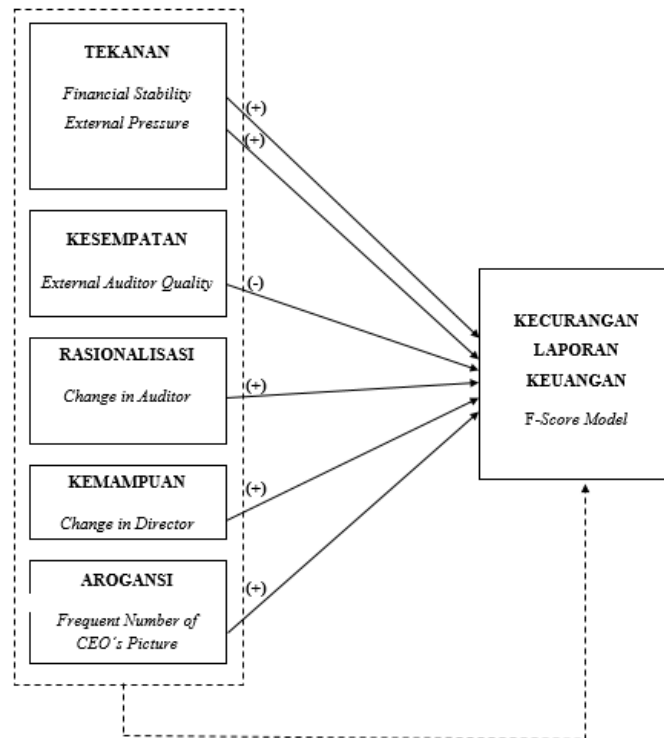 TEKANAN
Financial Stability
External Pressure
(+)
(+)
KESEMPATAN
External Auditor Quality
(-)
RASIONALISASI
Change in Auditor
(+)
KEMAMPUAN
Change in Director
(+)
AROGANSI
Frequent Number of
CEO´s Picture
(+)
KECURANGAN
LAPORAN
KEUANGAN
F-Score Model